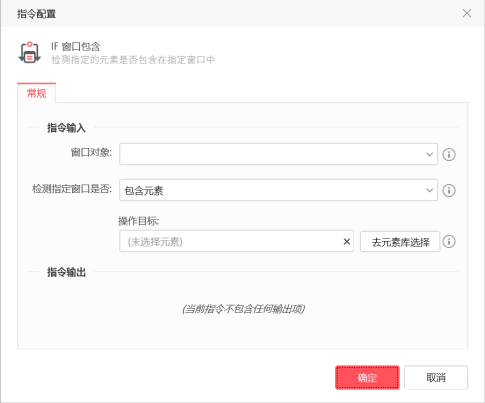 指令配置
IF 窗口包含
检测指定的元素是否包含在指定窗口中
常规
指令输入
窗口对象:
检测指定窗口是否: 包含元素
操作目标:
(未选择元素) 去元素库选择
指令输出
(当前指令不包含任何输出项)
确定 取消